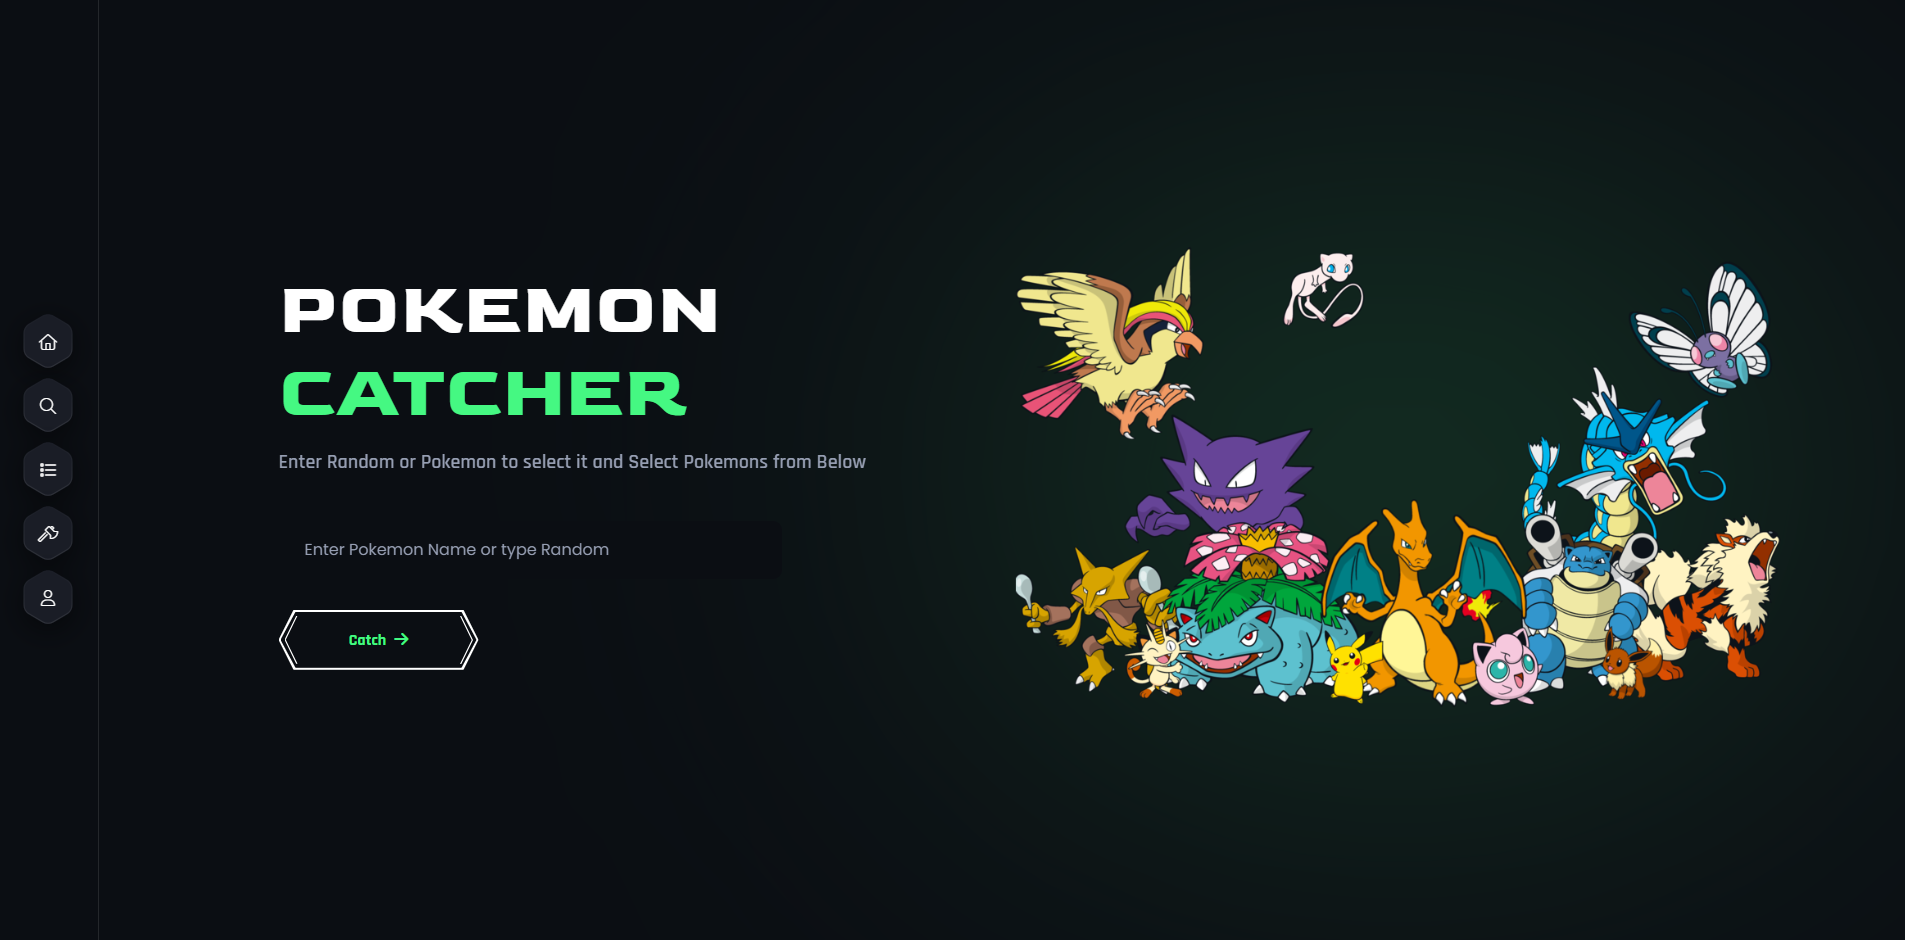 POKEMON
CATCHER
Enter Random or Pokemon to select it and Select Pokemons from Below
Enter Pokemon Name or type Random
Catch